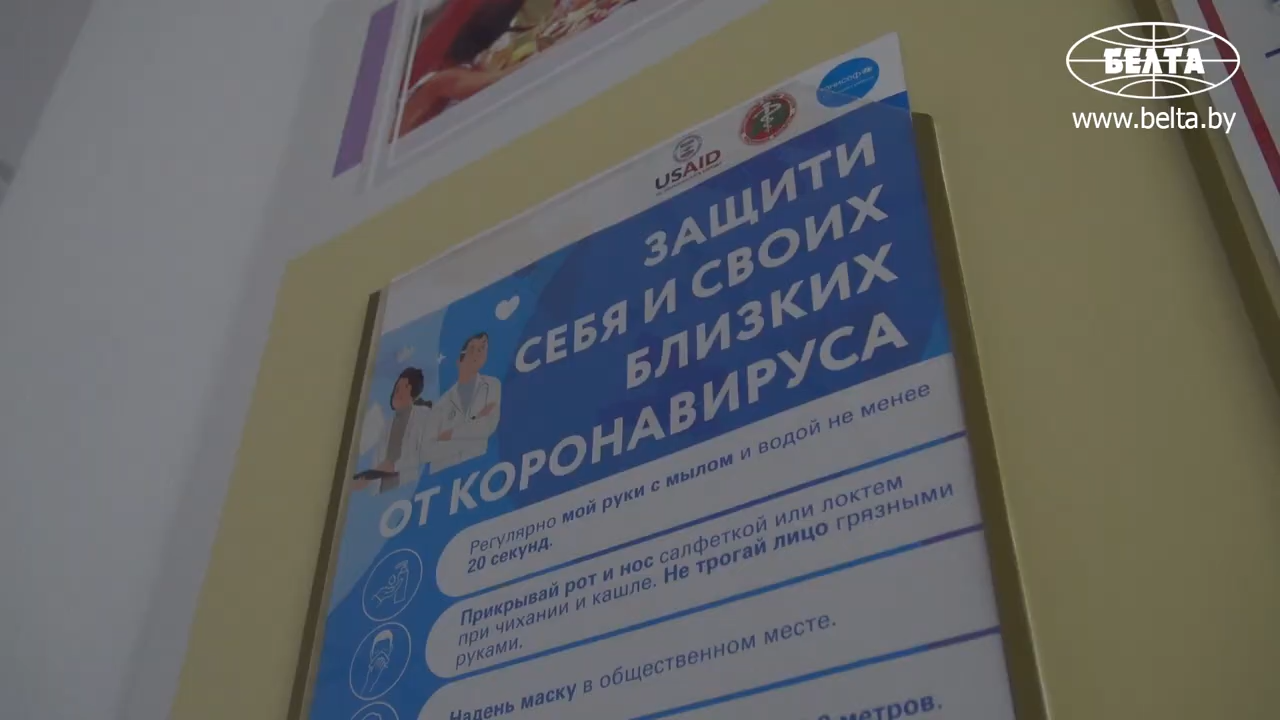 БЕЛТА
www.belta.by
USAID
ЗАЩИТИ
СЕБЯ И СВОИХ
БЛИЗКИХ
ОТ КОРОНАВИРУСА
Регулярно мой руки с мылом и водой не менее
20 секунд.
Прикрывай рот и нос салфеткой или локтем
при чихании и кашле. Не трогай лицо грязными
руками.
Надень маску в общественном месте.
метров.